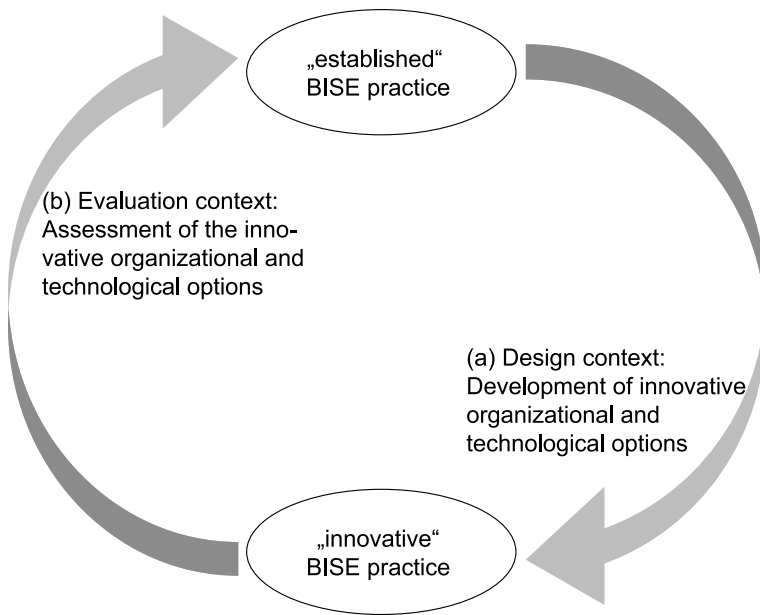 „established“
BISE practice
(b) Evaluation context:
Assessment of the inno-
vative organizational and
technological options
(a) Design context:
Development of innovative
organizational and
technological options
„innovative“
BISE practice